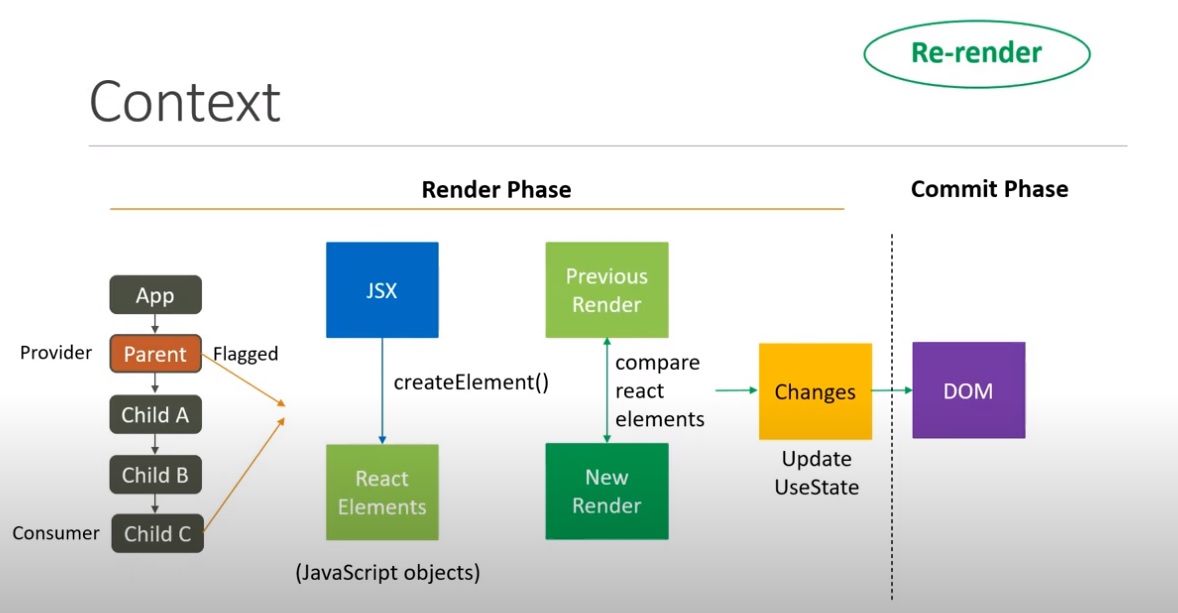 Re-render
Context
Render Phase
Commit Phase
App
Provider
Parent
Flagged
Child A
Child B
Consumer
Child C
JSX
createElement()
React
Elements
(JavaScript objects)
Previous
Render
compare
react
elements
New
Render
Changes
Update
UseState
DOM